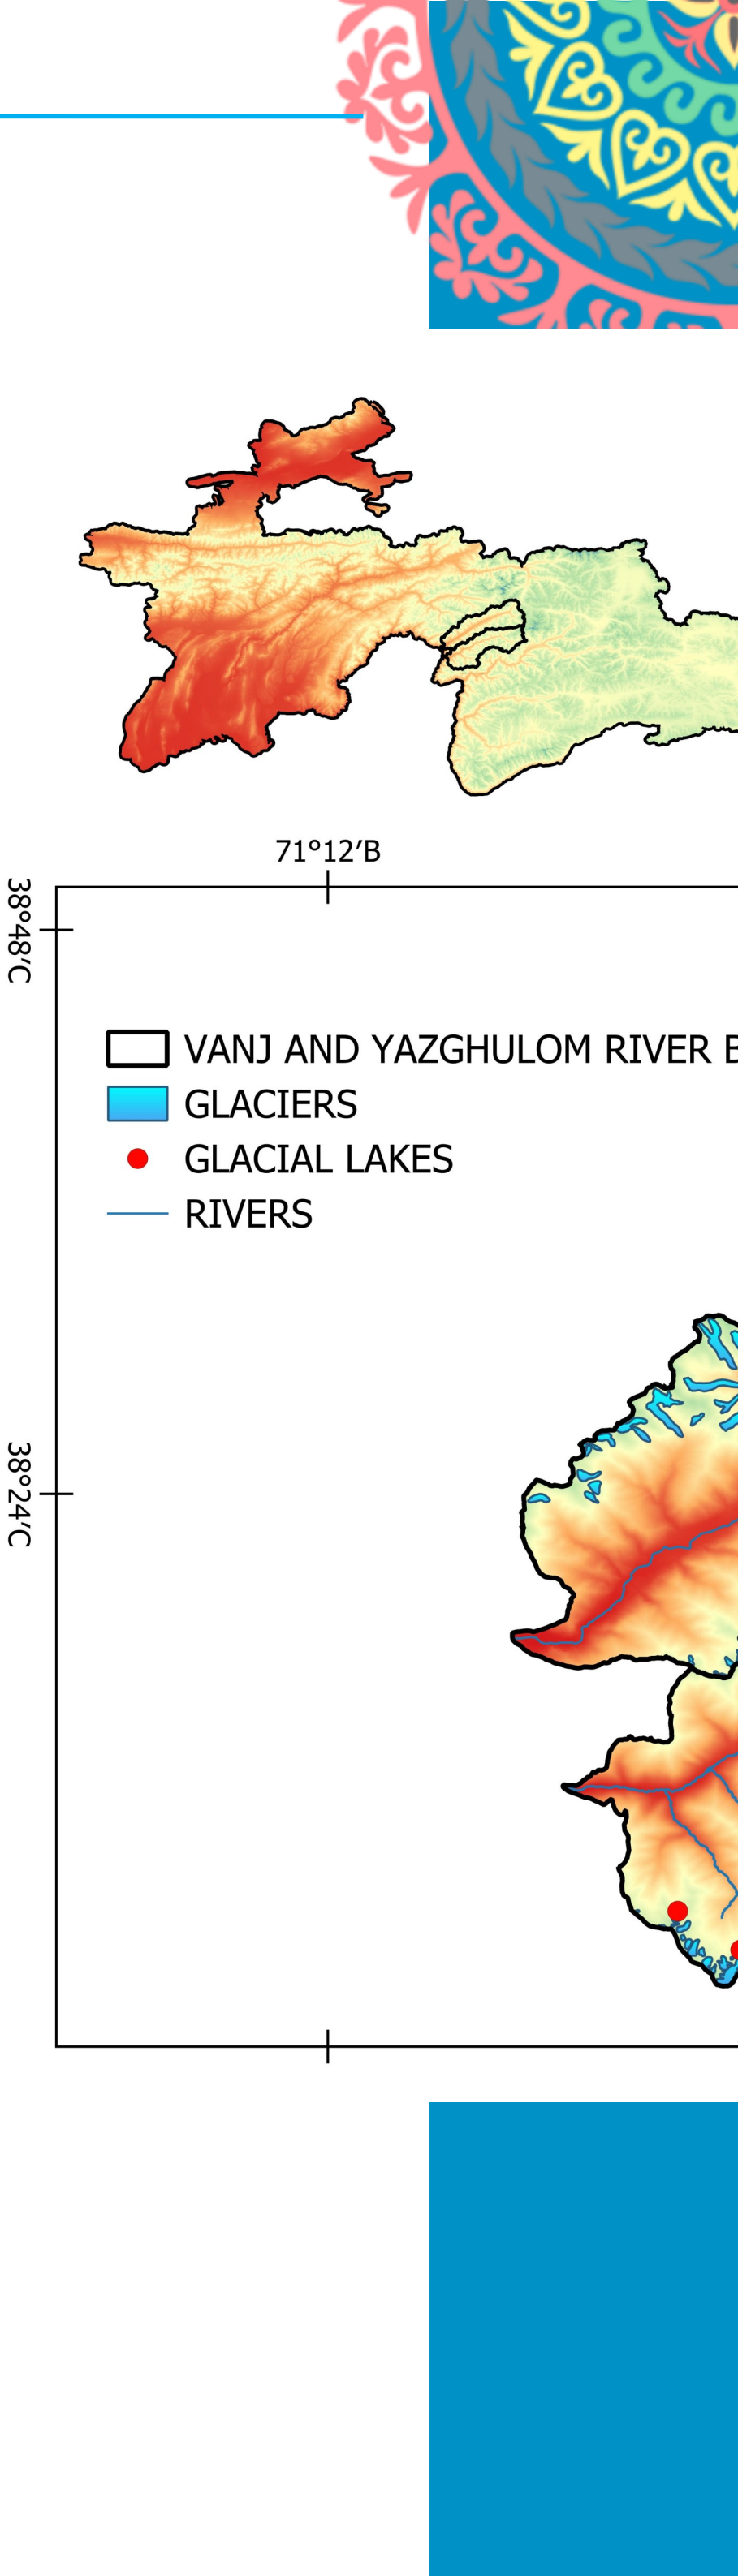 71°12'В
38°48'С
VANJ AND YAZGHULOM RIVER
GLACIERS
GLACIAL LAKES
RIVERS
38°24'С